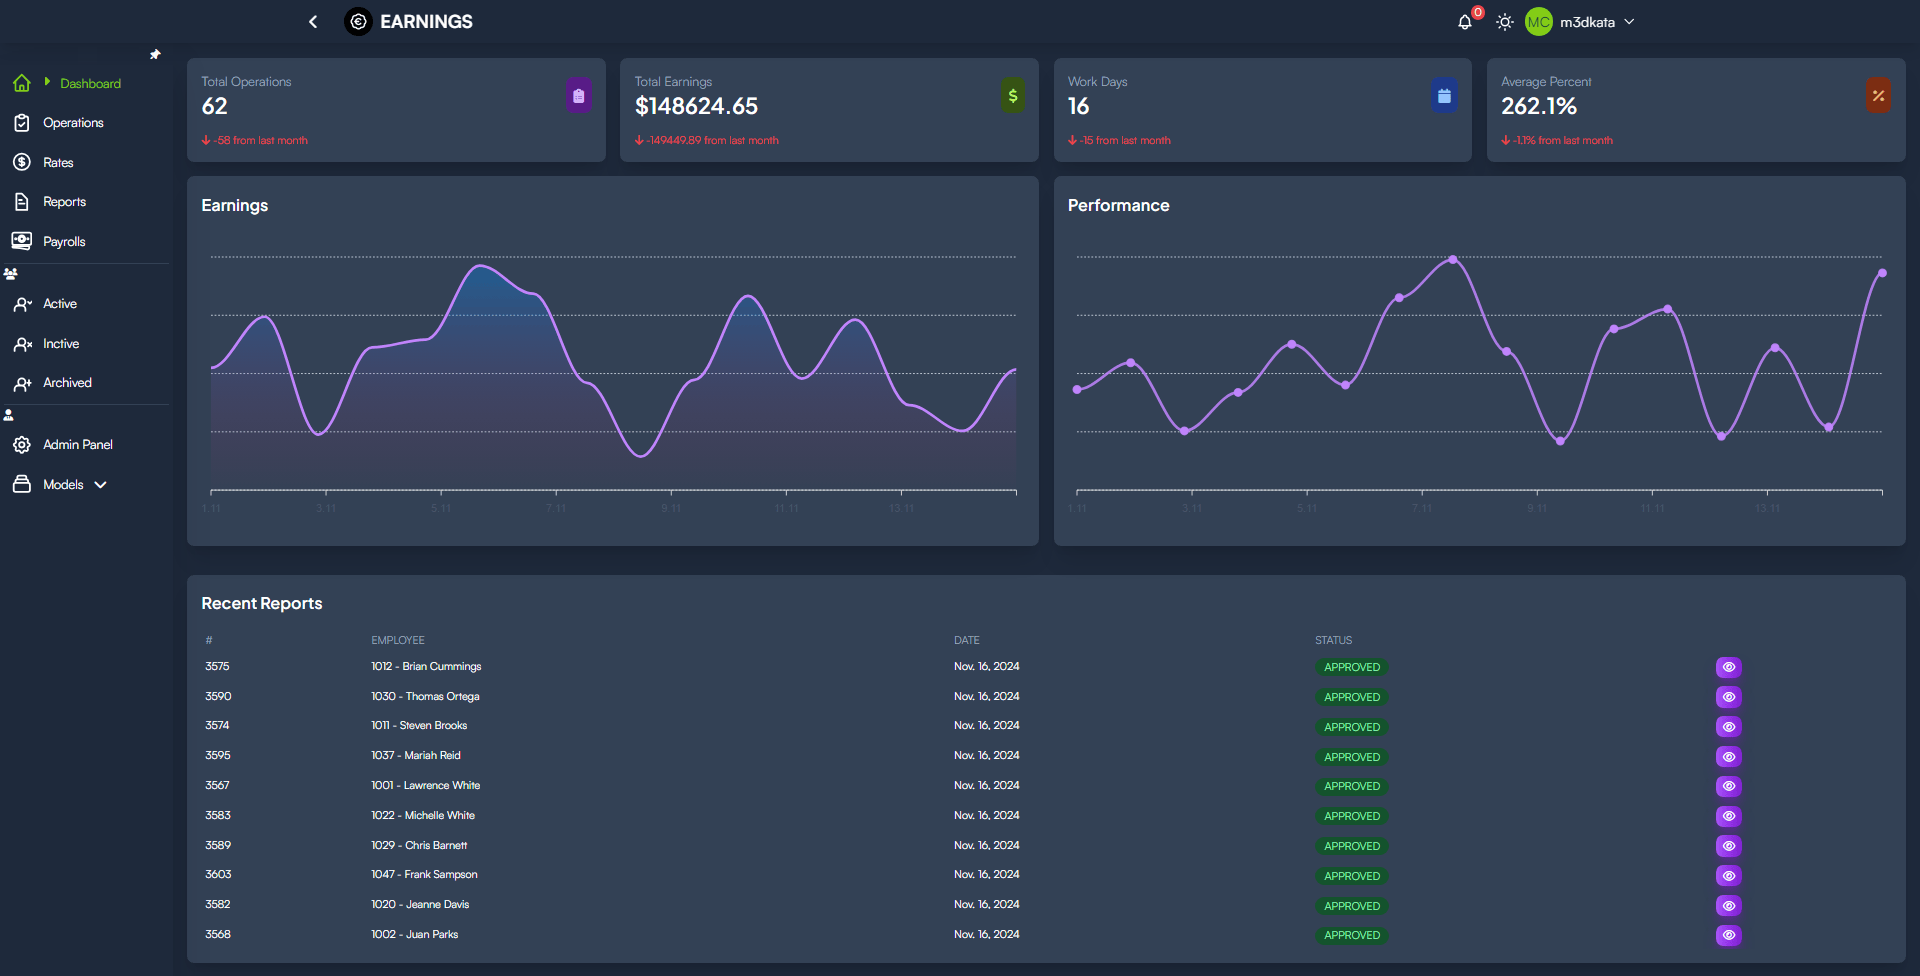 EARNINGS
0
MC
m3dkata
Dashboard
Operations
Rates
Reports
Payrolls
Active
Inctive
Archived
Admin Panel
Models
Total Operations
62
-58 from last month
Total Earnings
$148624.65
-149449.89 from last month
Work Days
16
-15 from last month
Average Percent
262.1%
-1.1% from last month
Earnings
1.11 3.11 5.11 7.11 9.11 11.11 13.11
Performance
1.11 3.11 5.11 7.11 9.11 11.11 13.11
Recent Reports
# EMPLOYEE DATE STATUS
3575 1012 - Brian Cummings Nov. 16, 2024 APPROVED
3590 1030 - Thomas Ortega Nov. 16, 2024 APPROVED
3574 1011 - Steven Brooks Nov. 16, 2024 APPROVED
3595 1037 - Mariah Reid Nov. 16, 2024 APPROVED
3567 1001 - Lawrence White Nov. 16, 2024 APPROVED
3583 1022 - Michelle White Nov. 16, 2024 APPROVED
3589 1029 - Chris Barnett Nov. 16, 2024 APPROVED
3603 1047 - Frank Sampson Nov. 16, 2024 APPROVED
3582 1020 - Jeanne Davis Nov. 16, 2024 APPROVED
3568 1002 - Juan Parks Nov. 16, 2024 APPROVED